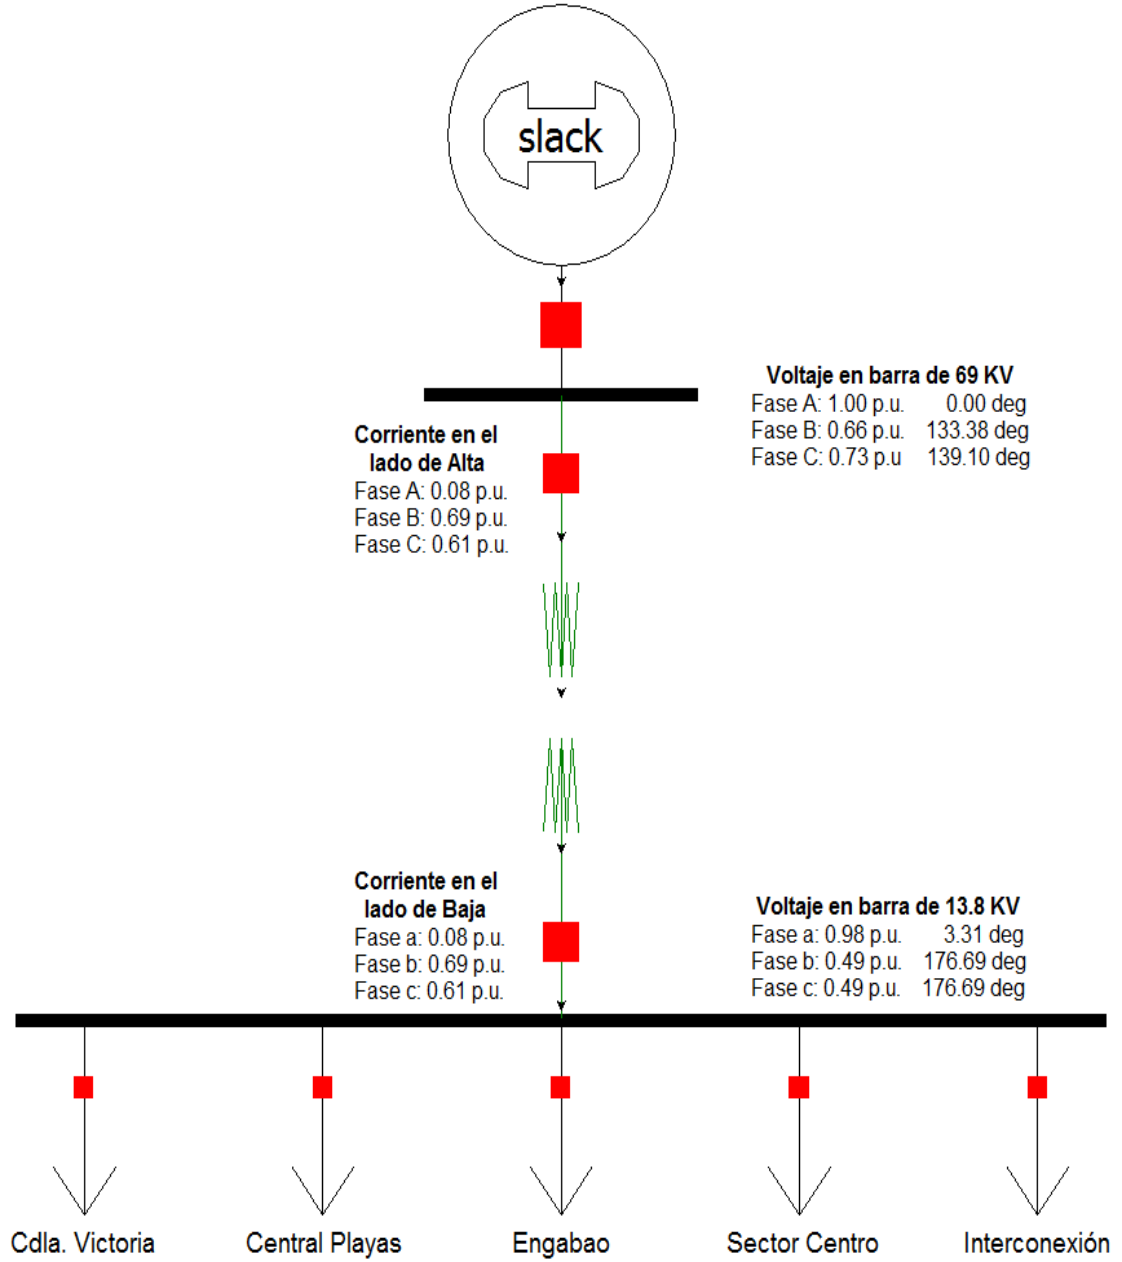 slack
Voltaje en barra de 69 KV
Fase A: 1.00 p.u. 0.00 deg
Fase B: 0.66 p.u. 133.38 deg
Fase C: 0.73 p.u 139.10 deg
Corriente en el
lado de Alta
Fase A: 0.08 p.u.
Fase B: 0.69 p.u.
Fase C: 0.61 p.u.
Corriente en el
lado de Baja
Fase a: 0.08 p.u.
Fase b: 0.69 p.u.
Fase c: 0.61 p.u.
Voltaje en barra de 13.8 KV
Fase a: 0.98 p.u. 3.31 deg
Fase b: 0.49 p.u. 176.69 deg
Fase c: 0.49 p.u. 176.69 deg
Cdla. Victoria Central Playas Engabao Sector Centro Interconexión